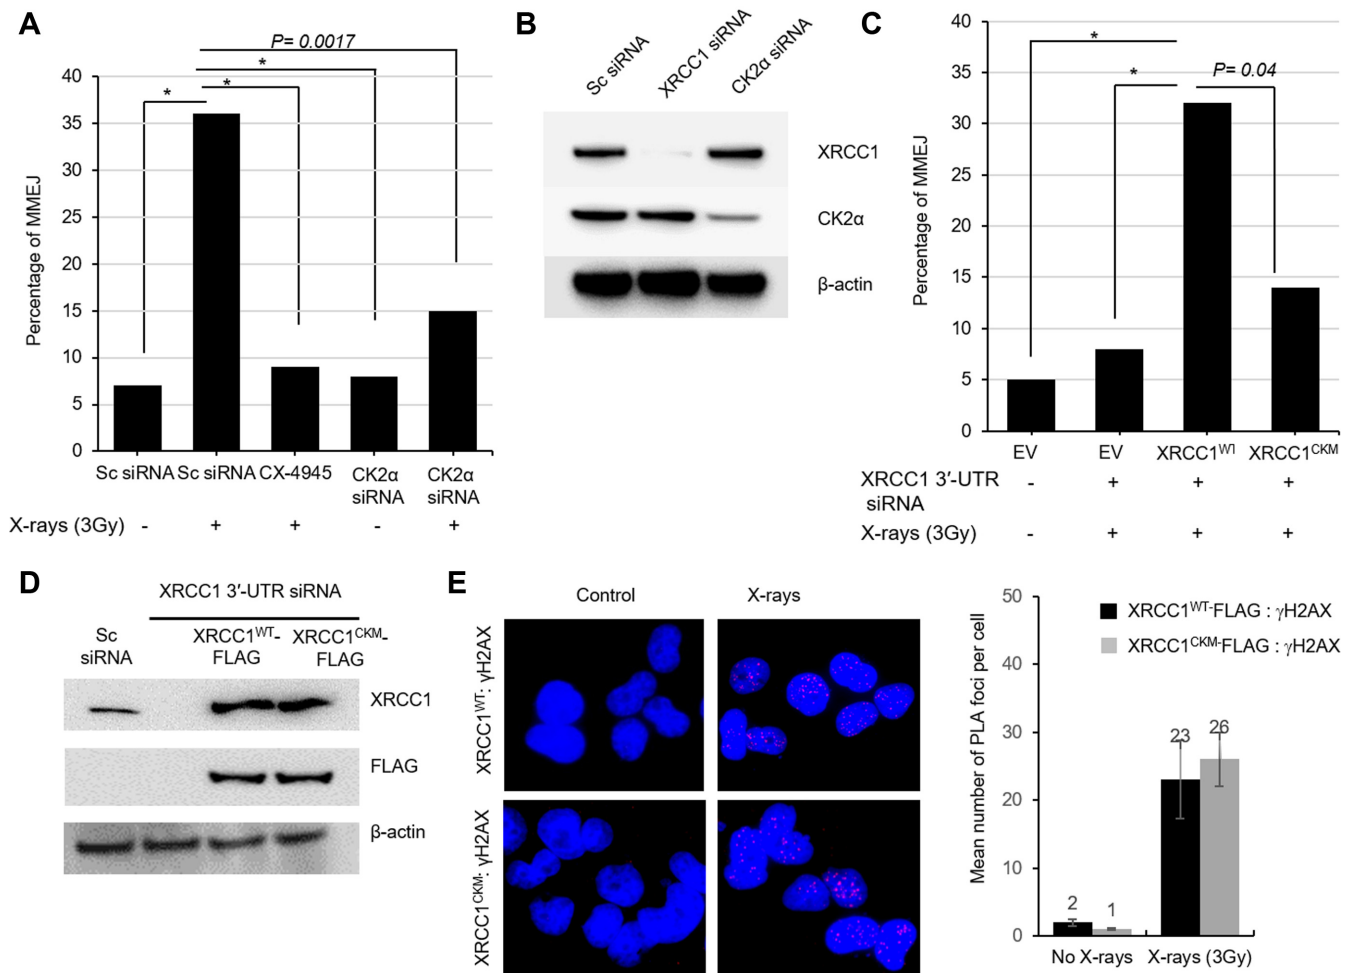 A
P= 0.0017
*
*
*
40
35
30
25
20
15
10
5
0
Percentage of MMEJ
Sc siRNA Sc siRNA CX-4945 CK2α siRNA CK2α siRNA
X-rays (3Gy) - + + - +
B
Sc siRNA XRCC1 siRNA CK2α siRNA
XRCC1
CK2α
β-actin
C
40
35
30
25
20
15
10
5
0
Percentage of MMEJ
*
*
P= 0.04
EV EV XRCC1WT XRCC1CKM
XRCC1 3′-UTR siRNA - + + +
X-rays (3Gy) - + + +
D
XRCC1 3′-UTR siRNA
Sc siRNA XRCC1WT-FLAG XRCC1CKM-FLAG
XRCC1
FLAG
β-actin
E
Control X-rays
XRCC1WT: γH2AX
XRCC1CKM: γH2AX
50
40
30
20
10
0
Mean number of PLA foci per cell
XRCC1WT-FLAG : γH2AX
XRCC1CKM-FLAG : γH2AX
2 1 23 26
No X-rays X-rays (3Gy)